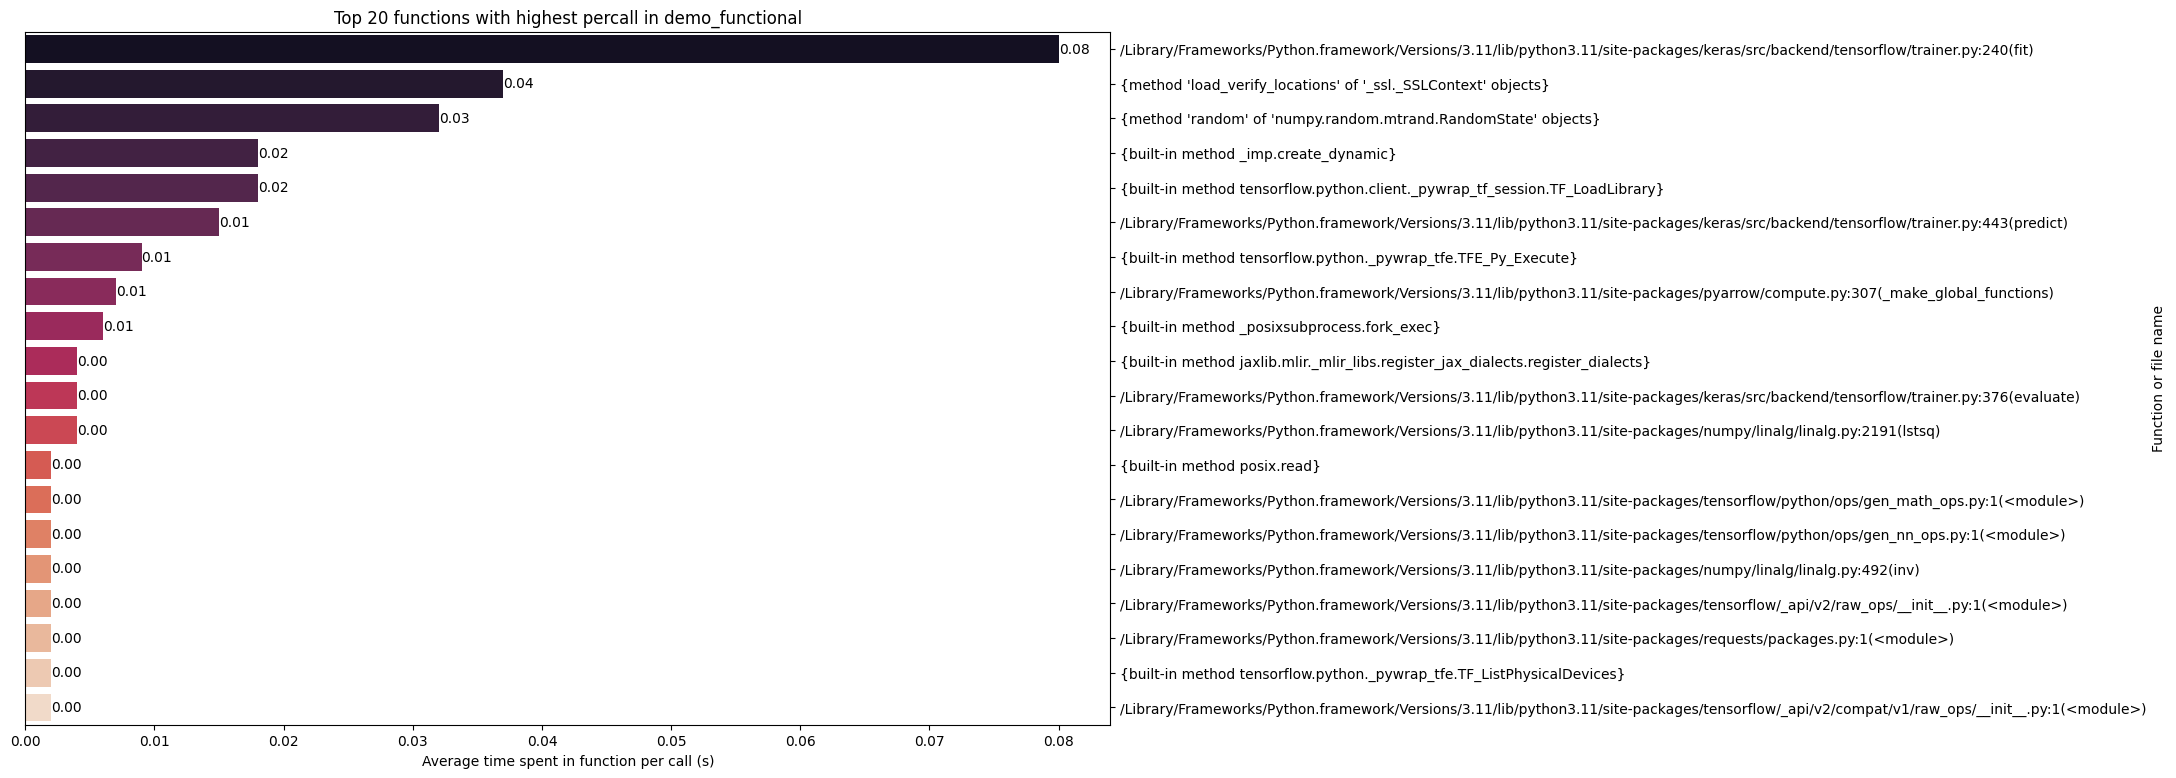 Top 20 functions with highest percall in demo_functional
0.08 /Library/Frameworks/Python.framework/Versions/3.11/lib/python3.11/site-packages/keras/src/backend/tensorflow/trainer.py:240(fit)
0.04 {method 'load_verify_locations' of '_ssl._SSLContext' objects}
0.03 {method 'random' of 'numpy.random.mtrand.RandomState' objects}
0.02 {built-in method _imp.create_dynamic}
0.02 {built-in method tensorflow.python.client._pywrap_tf_session.TF_LoadLibrary}
0.01 /Library/Frameworks/Python.framework/Versions/3.11/lib/python3.11/site-packages/keras/src/backend/tensorflow/trainer.py:443(predict)
0.01 {built-in method tensorflow.python._pywrap_tfe.TFE_Py_Execute}
0.01 /Library/Frameworks/Python.framework/Versions/3.11/lib/python3.11/site-packages/pyarrow/compute.py:307(_make_global_functions)
0.01 {built-in method _posixsubprocess.fork_exec}
0.00 {built-in method jaxlib.mlir._mlir_libs.register_jax_dialects.register_dialects}
0.00 /Library/Frameworks/Python.framework/Versions/3.11/lib/python3.11/site-packages/keras/src/backend/tensorflow/trainer.py:376(evaluate)
0.00 /Library/Frameworks/Python.framework/Versions/3.11/lib/python3.11/site-packages/numpy/linalg/linalg.py:2191(lstsq)
0.00 {built-in method posix.read}
0.00 /Library/Frameworks/Python.framework/Versions/3.11/lib/python3.11/site-packages/tensorflow/python/ops/gen_math_ops.py:1(<module>)
0.00 /Library/Frameworks/Python.framework/Versions/3.11/lib/python3.11/site-packages/tensorflow/python/ops/gen_nn_ops.py:1(<module>)
0.00 /Library/Frameworks/Python.framework/Versions/3.11/lib/python3.11/site-packages/numpy/linalg/linalg.py:492(inv)
0.00 /Library/Frameworks/Python.framework/Versions/3.11/lib/python3.11/site-packages/tensorflow/_api/v2/raw_ops/__init__.py:1(<module>)
0.00 /Library/Frameworks/Python.framework/Versions/3.11/lib/python3.11/site-packages/requests/packages.py:1(<module>)
0.00 {built-in method tensorflow.python._pywrap_tfe.TF_ListPhysicalDevices}
0.00 /Library/Frameworks/Python.framework/Versions/3.11/lib/python3.11/site-packages/tensorflow/_api/v2/compat/v1/raw_ops/__init__.py:1(<module>)
0.00 0.01 0.02 0.03 0.04 0.05 0.06 0.07 0.08
Average time spent in function per call (s)
Function or file name